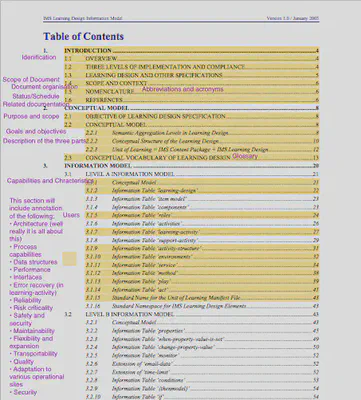 IMS Learning Design Information Model Version 1.0 / January 2003
Table of Contents
1. INTRODUCTION 4
Identification
1.1 OVERVIEW 4
1.2 THREE LEVELS OF IMPLEMENTATION AND COMPLIANCE 4
1.3 LEARNING DESIGN AND OTHER SPECIFICATIONS 5
Scope of Document
1.4 SCOPE AND CONTEXT 6
Document organisation
1.5 NOMENCLATURE 6
Abbreviations and acronyms
Status/Schedule
1.6 REFERENCES 6
Related documentation
2. CONCEPTUAL MODEL 8
Purpose and scope
2.1 OBJECTIVE OF LEARNING DESIGN SPECIFICATION 8
2.2 CONCEPTUAL MODEL 9
Goals and objectives
2.2.1 Semantic Aggregation Levels in Learning Design 9
Description of the three parts
2.2.2 Conceptual Structure of the Learning Design 10
2.2.3 Unit of Learning = IMS Content Package + IMS Learning Design 12
2.3 CONCEPTUAL VOCABULARY OF LEARNING DESIGN 13
Glossary
3. INFORMATION MODEL 20
3.1 LEVEL A INFORMATION MODEL 21
Capabilities and Chracteristics
3.1.1 Conceptual Model 21
3.1.2 Information Table 'learning-design' 22
3.1.3 Information Table 'item model' 23
3.1.4 Information Table 'components' 23
3.1.5 Information Table 'roles' 24
Users
3.1.6 Information Table 'activities' 26
3.1.7 Information Table 'learning-activity' 27
3.1.8 Information Table 'support-activity' 29
3.1.9 Information Table 'activity-structure' 31
3.1.10 Information Table 'environments' 32
3.1.11 Information Table 'service' 34
3.1.12 Information Table 'method' 38
3.1.13 Information Table 'play' 39
3.1.14 Information Table 'act' 41
3.1.15 Standard Name for the Unit of Learning Manifest File
3.1.16 Standard Namespace for IMS Learning Design Elements
3.2 LEVEL B INFORMATION MODEL 43
3.2.1 Conceptual Model 43
3.2.2 Information Table 'properties' 45
3.2.3 Information Table 'when-property-value-is-set' 49
3.2.4 Information Table 'change-property-value' 50
3.2.5 Information Table 'monitor' 52
3.2.6 Extension of 'email-data' 52
3.2.7 Extension of 'time-limit' 52
3.2.8 Information Table 'conditions' 53
3.2.9 Information Table '[thenmodel]' 54
3.2.10 Information Table 'if' 54
This section will
include annotation
of the following:
• Architecture (well
really it is all about
this)
• Process
capabilities
• Data structures
• Performance
• Interfaces
• Error recovery (in
learning-activity)
• Reliability
• Risk criticality
• Safety and
security
• Maintainability
• Flexibility and
expansion
• Transportability
• Quality
• Adaptation to
various operational
sites
• Security